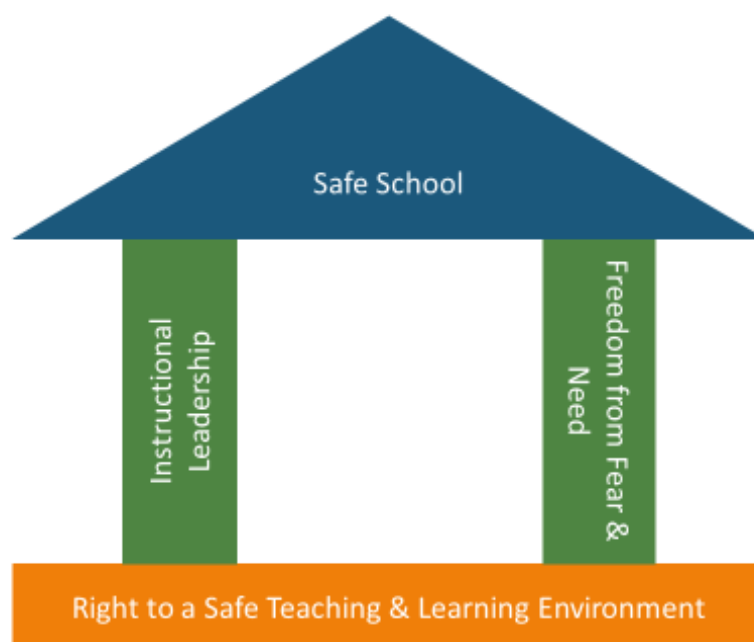 Safe School
Instructional
Leadership
Freedom from Fear &
Need
Right to a Safe Teaching & Learning Environment